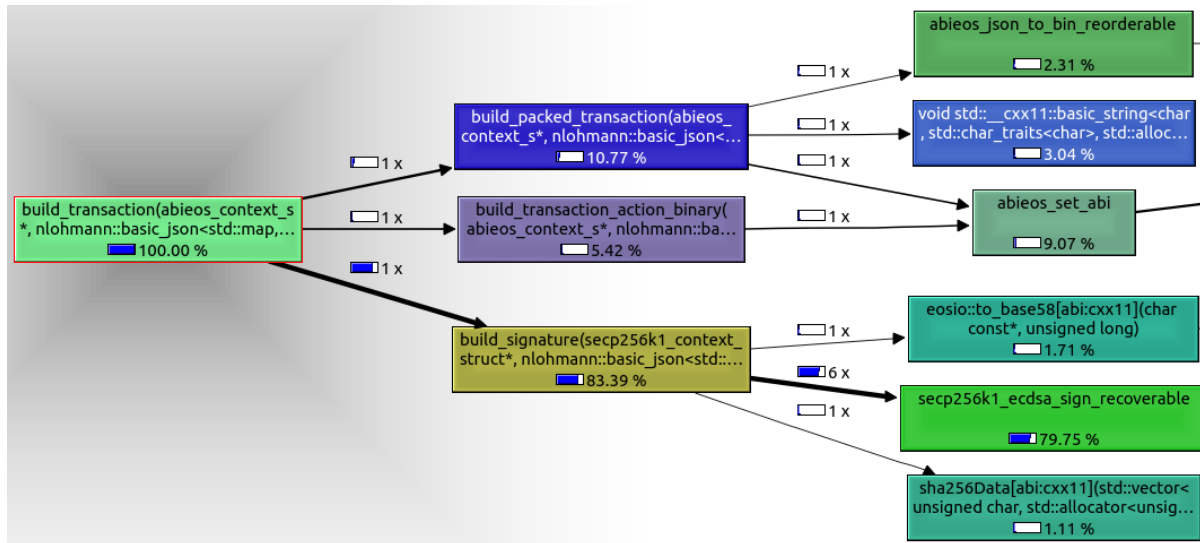 abieos_json_to_bin_reorderable
2.31 %
1 x
build_packed_transaction(abieos_
context_s*, nlohmann::basic_json<...
10.77 %
1 x
void std::__cxx11::basic_string<char
, std::char_traits<char>, std::alloc...
3.04 %
1 x
1 x
build_transaction(abieos_context_s
*, nlohmann::basic_json<std::map,...
100.00 %
1 x
build_transaction_action_binary(
abieos_context_s*, nlohmann::ba...
5.42 %
1 x
abieos_set_abi
9.07 %
1 x
build_signature(secp256k1_context_
struct*, nlohmann::basic_json<std::...
83.39 %
1 x
eosio::to_base58[abi:cxx11](char
const*, unsigned long)
1.71 %
6 x
secp256k1_ecdsa_sign_recoverable
79.75 %
1 x
sha256Data[abi:cxx11](std::vector<
unsigned char, std::allocator<unsig...
1.11 %